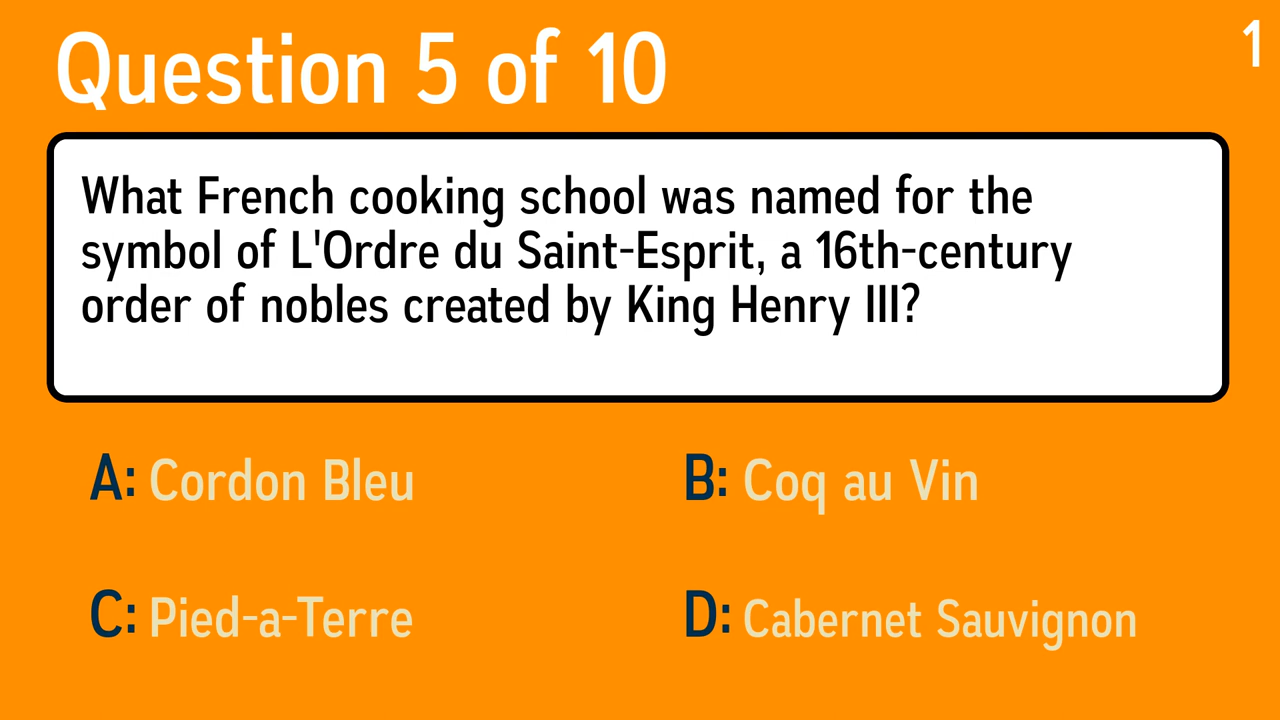 Question 5 of 10
1
What French cooking school was named for the
symbol of L'Ordre du Saint-Esprit, a 16th-century
order of nobles created by King Henry III?
A: Cordon Bleu
B: Coq au Vin
C: Pied-a-Terre
D: Cabernet Sauvignon